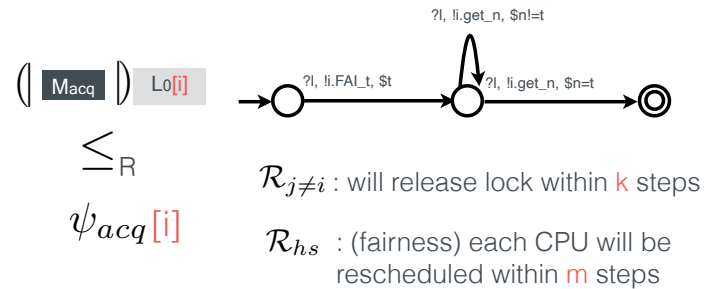 ?l, !i.get_n, $n!=t
(| Macq |) L0[i]
?l, !i.FAI_t, $t
?l, !i.get_n, $n=t
≤R
ψacq[i]
Rj≠i : will release lock within k steps
Rhs : (fairness) each CPU will be
rescheduled within m steps